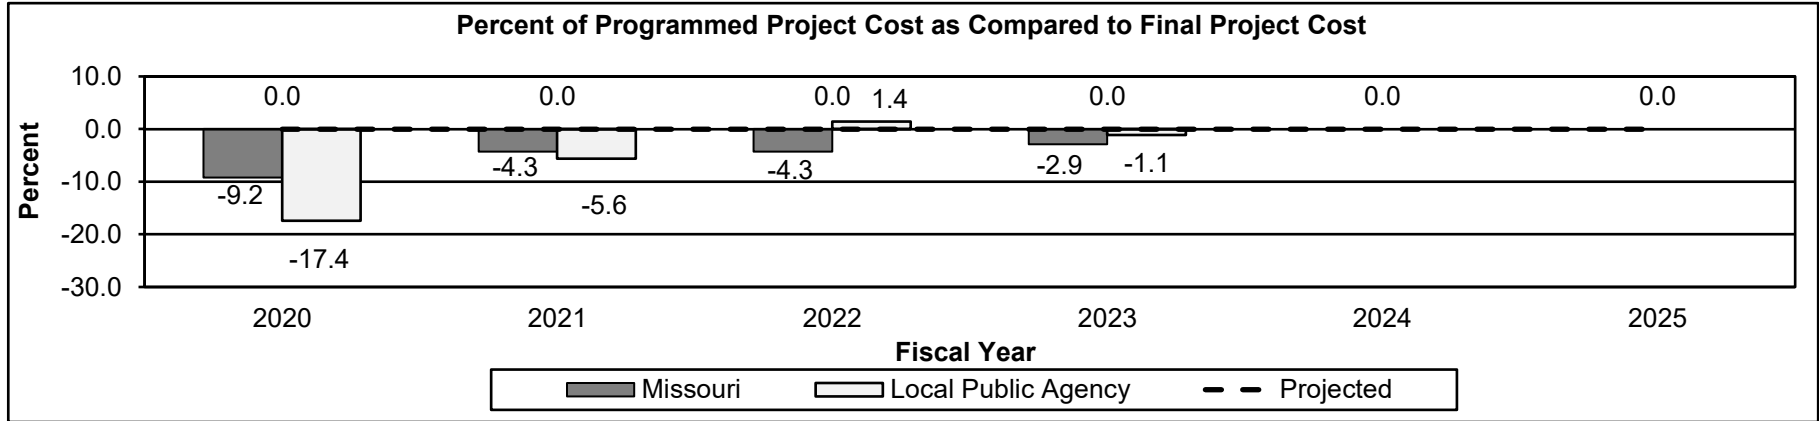 Percent of Programmed Project Cost as Compared to Final Project Cost
Percent
10.0
0.0
-10.0
-20.0
-30.0
0.0 0.0 0.0 1.4 0.0 0.0 0.0
-9.2 -4.3 -4.3 -2.9 -1.1
-5.6
-17.4
2020 2021 2022 2023 2024 2025
Fiscal Year
Missouri Local Public Agency Projected